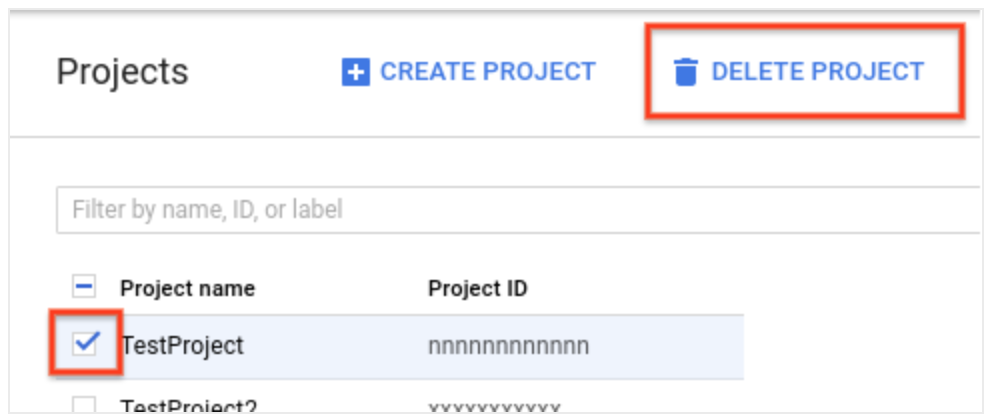 Projects CREATE PROJECT DELETE PROJECT
Filter by name, ID, or label
Project name Project ID
TestProject nnnnnnnnnnnn
TestProject2 xxxxxxxxxxx